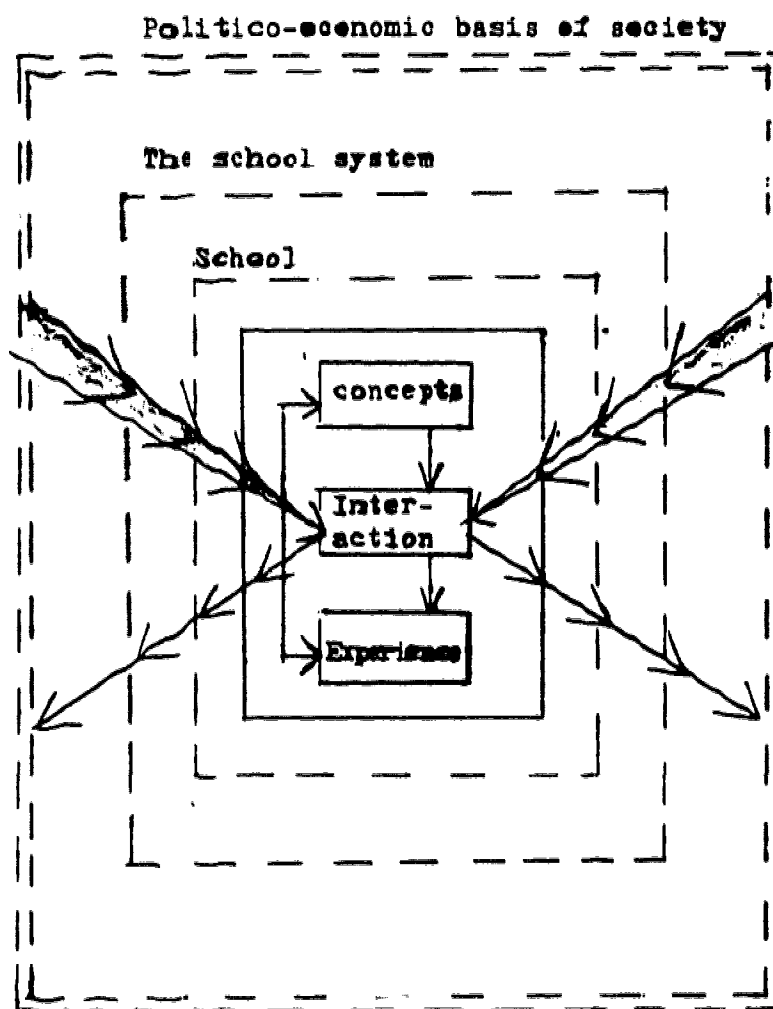 Politico-economic basis of society
The school system
School
concepts
Inter-
action
Experience